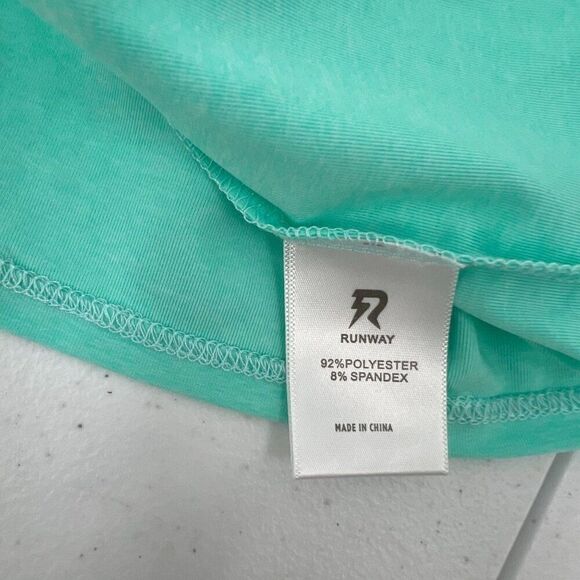 RUNWAY
92%POLYESTER
8% SPANDEX
MADE IN CHINA